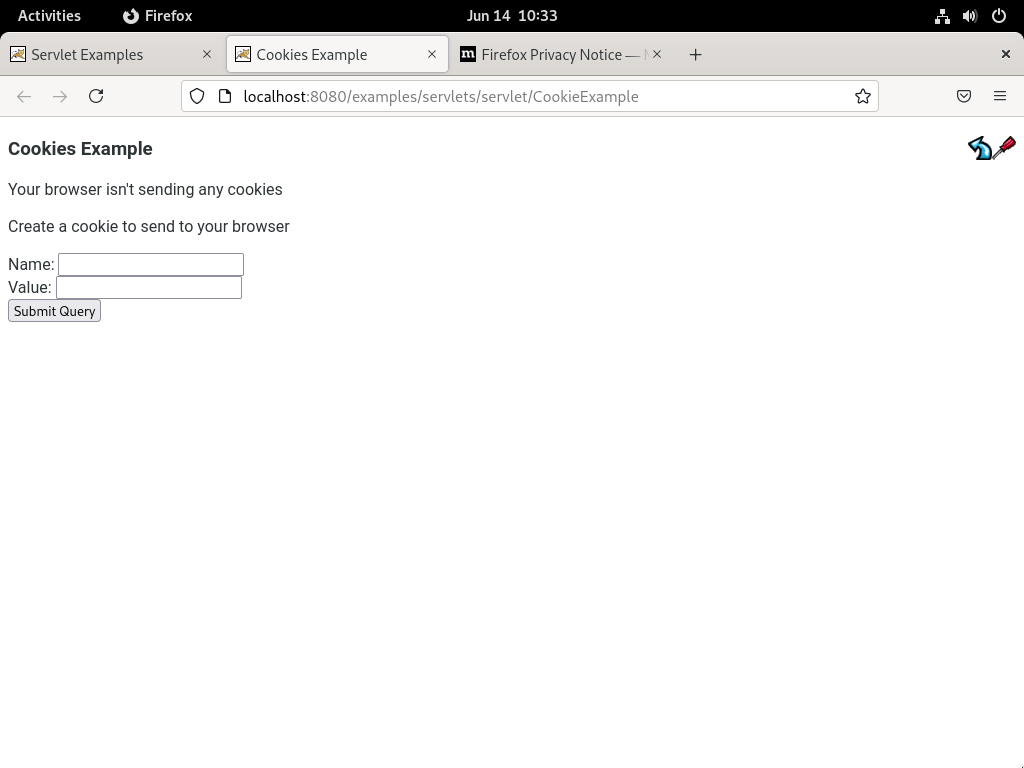 Activities
Firefox
Jun 14 10:33
Servlet Examples
Cookies Example
m
Firefox Privacy Notice —
localhost:8080/examples/servlets/servlet/CookieExample
Cookies Example
Your browser isn't sending any cookies
Create a cookie to send to your browser
Name:
Value:
Submit Query